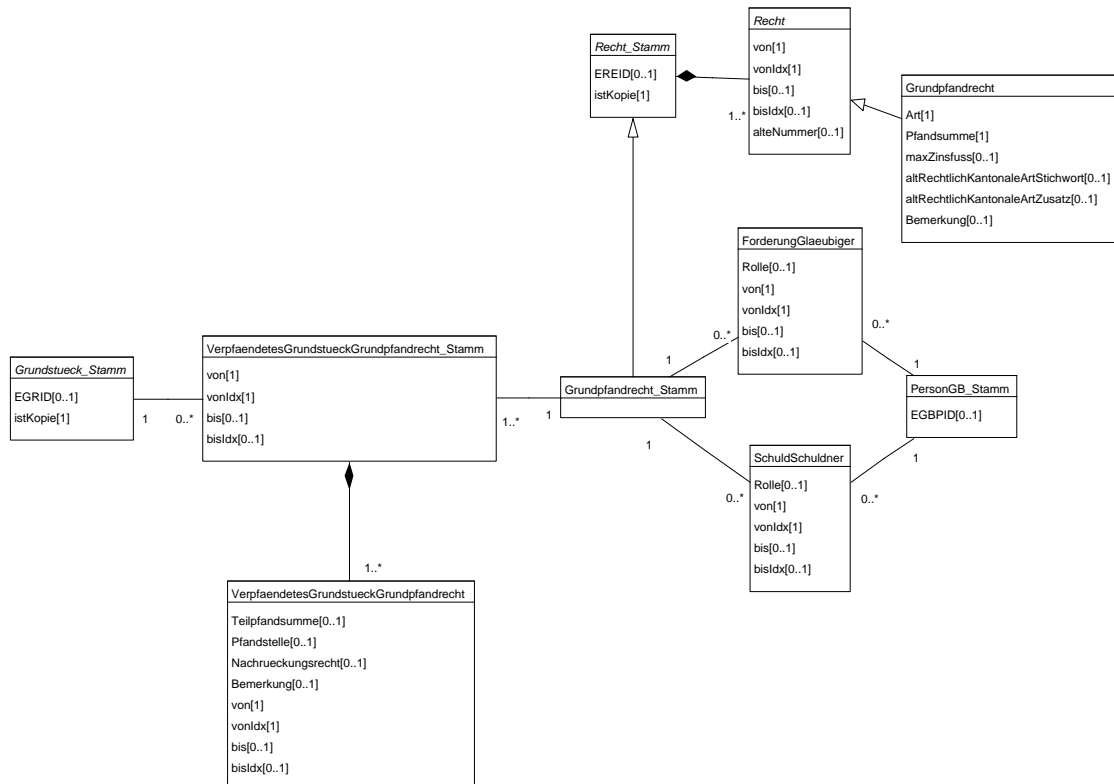 Recht_Stamm
EREID[0..1]
istKopie[1]
Recht
von[1]
vonIdx[1]
bis[0..1]
bisIdx[0..1]
alteNummer[0..1]
1..*
Grundpfandrecht
Art[1]
Pfandsumme[1]
maxZinsfuss[0..1]
altRechtlichKantonaleArtStichwort[0..1]
altRechtlichKantonaleArtZusatz[0..1]
Bemerkung[0..1]
ForderungGlaeubiger
Rolle[0..1]
von[1]
vonIdx[1]
bis[0..1]
bisIdx[0..1]
0..*
0..*
1
1
Grundstueck_Stamm
EGRID[0..1]
istKopie[1]
1
0..*
VerpfaendetesGrundstueckGrundpfandrecht_Stamm
von[1]
vonIdx[1]
bis[0..1]
bisIdx[0..1]
1..*
1
Grundpfandrecht_Stamm
PersonGB_Stamm
EGBPID[0..1]
1
1
SchuldSchuldner
Rolle[0..1]
von[1]
vonIdx[1]
bis[0..1]
bisIdx[0..1]
0..*
0..*
1..*
VerpfaendetesGrundstueckGrundpfandrecht
Teilpfandsumme[0..1]
Pfandstelle[0..1]
Nachrueckungsrecht[0..1]
Bemerkung[0..1]
von[1]
vonIdx[1]
bis[0..1]
bisIdx[0..1]